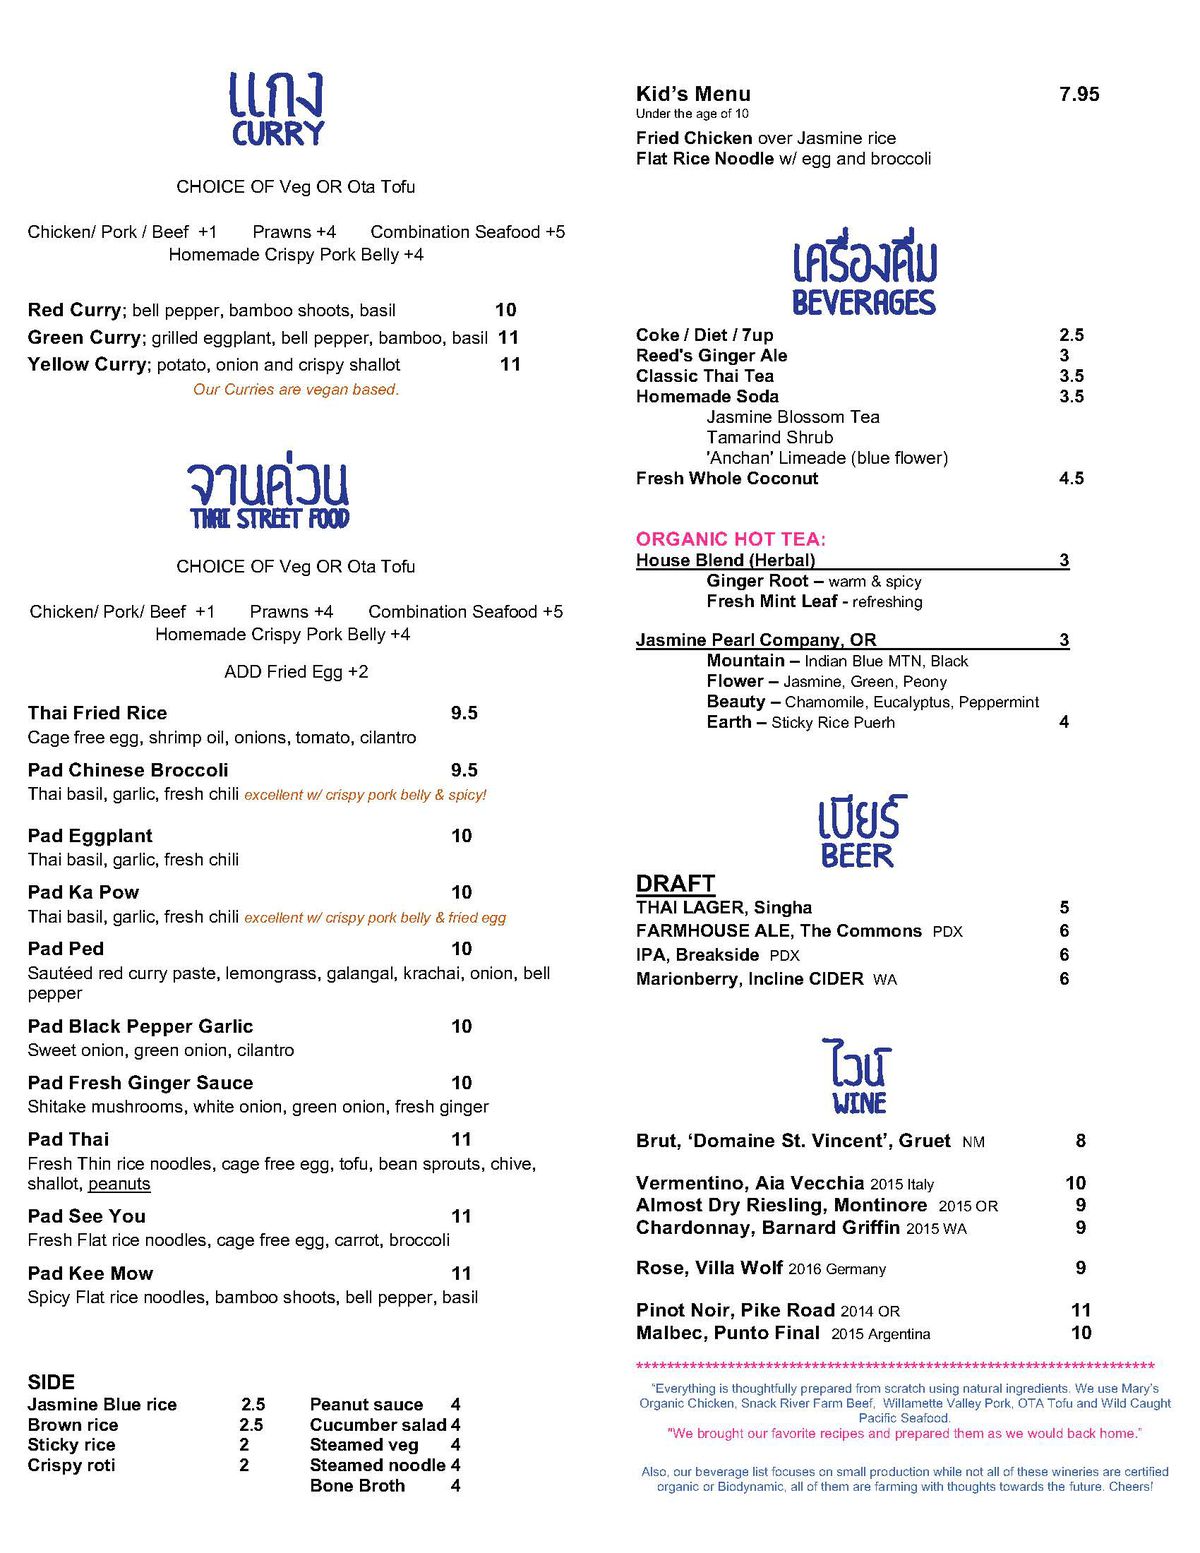 แกง
CURRY
CHOICE OF Veg OR Ota Tofu
Chicken/ Pork / Beef +1 Prawns +4 Combination Seafood +5
Homemade Crispy Pork Belly +4
Red Curry; bell pepper, bamboo shoots, basil 10
Green Curry; grilled eggplant, bell pepper, bamboo, basil 11
Yellow Curry; potato, onion and crispy shallot 11
Our Curries are vegan based.
จานด่วน
THAI STREET FOOD
CHOICE OF Veg OR Ota Tofu
Chicken/ Pork/ Beef +1 Prawns +4 Combination Seafood +5
Homemade Crispy Pork Belly +4
ADD Fried Egg +2
Thai Fried Rice 9.5
Cage free egg, shrimp oil, onions, tomato, cilantro
Pad Chinese Broccoli 9.5
Thai basil, garlic, fresh chili excellent w/ crispy pork belly & spicy!
Pad Eggplant 10
Thai basil, garlic, fresh chili
Pad Ka Pow 10
Thai basil, garlic, fresh chili excellent w/ crispy pork belly & fried egg
Pad Ped 10
Sautéed red curry paste, lemongrass, galangal, krachai, onion, bell
pepper
Pad Black Pepper Garlic 10
Sweet onion, green onion, cilantro
Pad Fresh Ginger Sauce 10
Shitake mushrooms, white onion, green onion, fresh ginger
Pad Thai 11
Fresh Thin rice noodles, cage free egg, tofu, bean sprouts, chive,
shallot, peanuts
Pad See You 11
Fresh Flat rice noodles, cage free egg, carrot, broccoli
Pad Kee Mow 11
Spicy Flat rice noodles, bamboo shoots, bell pepper, basil
SIDE
Jasmine Blue rice 2.5 Peanut sauce 4
Brown rice 2.5 Cucumber salad 4
Sticky rice 2 Steamed veg 4
Crispy roti 2 Steamed noodle 4
Bone Broth 4
Kid's Menu 7.95
Under the age of 10
Fried Chicken over Jasmine rice
Flat Rice Noodle w/ egg and broccoli
เครื่องดื่ม
BEVERAGES
Coke / Diet / 7up 2.5
Reed's Ginger Ale 3
Classic Thai Tea 3.5
Homemade Soda 3.5
Jasmine Blossom Tea
Tamarind Shrub
'Anchan' Limeade (blue flower)
Fresh Whole Coconut 4.5
ORGANIC HOT TEA:
House Blend (Herbal) 3
Ginger Root – warm & spicy
Fresh Mint Leaf - refreshing
Jasmine Pearl Company, OR 3
Mountain – Indian Blue MTN, Black
Flower – Jasmine, Green, Peony
Beauty – Chamomile, Eucalyptus, Peppermint
Earth – Sticky Rice Puerh 4
เบียร์
BEER
DRAFT
THAI LAGER, Singha 5
FARMHOUSE ALE, The Commons PDX 6
IPA, Breakside PDX 6
Marionberry, Incline CIDER WA 6
ไวน์
WINE
Brut, ‘Domaine St. Vincent’, Gruet NM 8
Vermentino, Aia Vecchia 2015 Italy 10
Almost Dry Riesling, Montinore 2015 OR 9
Chardonnay, Barnard Griffin 2015 WA 9
Rose, Villa Wolf 2016 Germany 9
Pinot Noir, Pike Road 2014 OR 11
Malbec, Punto Final 2015 Argentina 10
**********************************************************************
“Everything is thoughtfully prepared from scratch using natural ingredients. We use Mary’s
Organic Chicken, Snack River Farm Beef, Willamette Valley Pork, OTA Tofu and Wild Caught
Pacific Seafood.
"We brought our favorite recipes and prepared them as we would back home.”
Also, our beverage list focuses on small production while not all of these wineries are certified
organic or Biodynamic, all of them are farming with thoughts towards the future. Cheers!